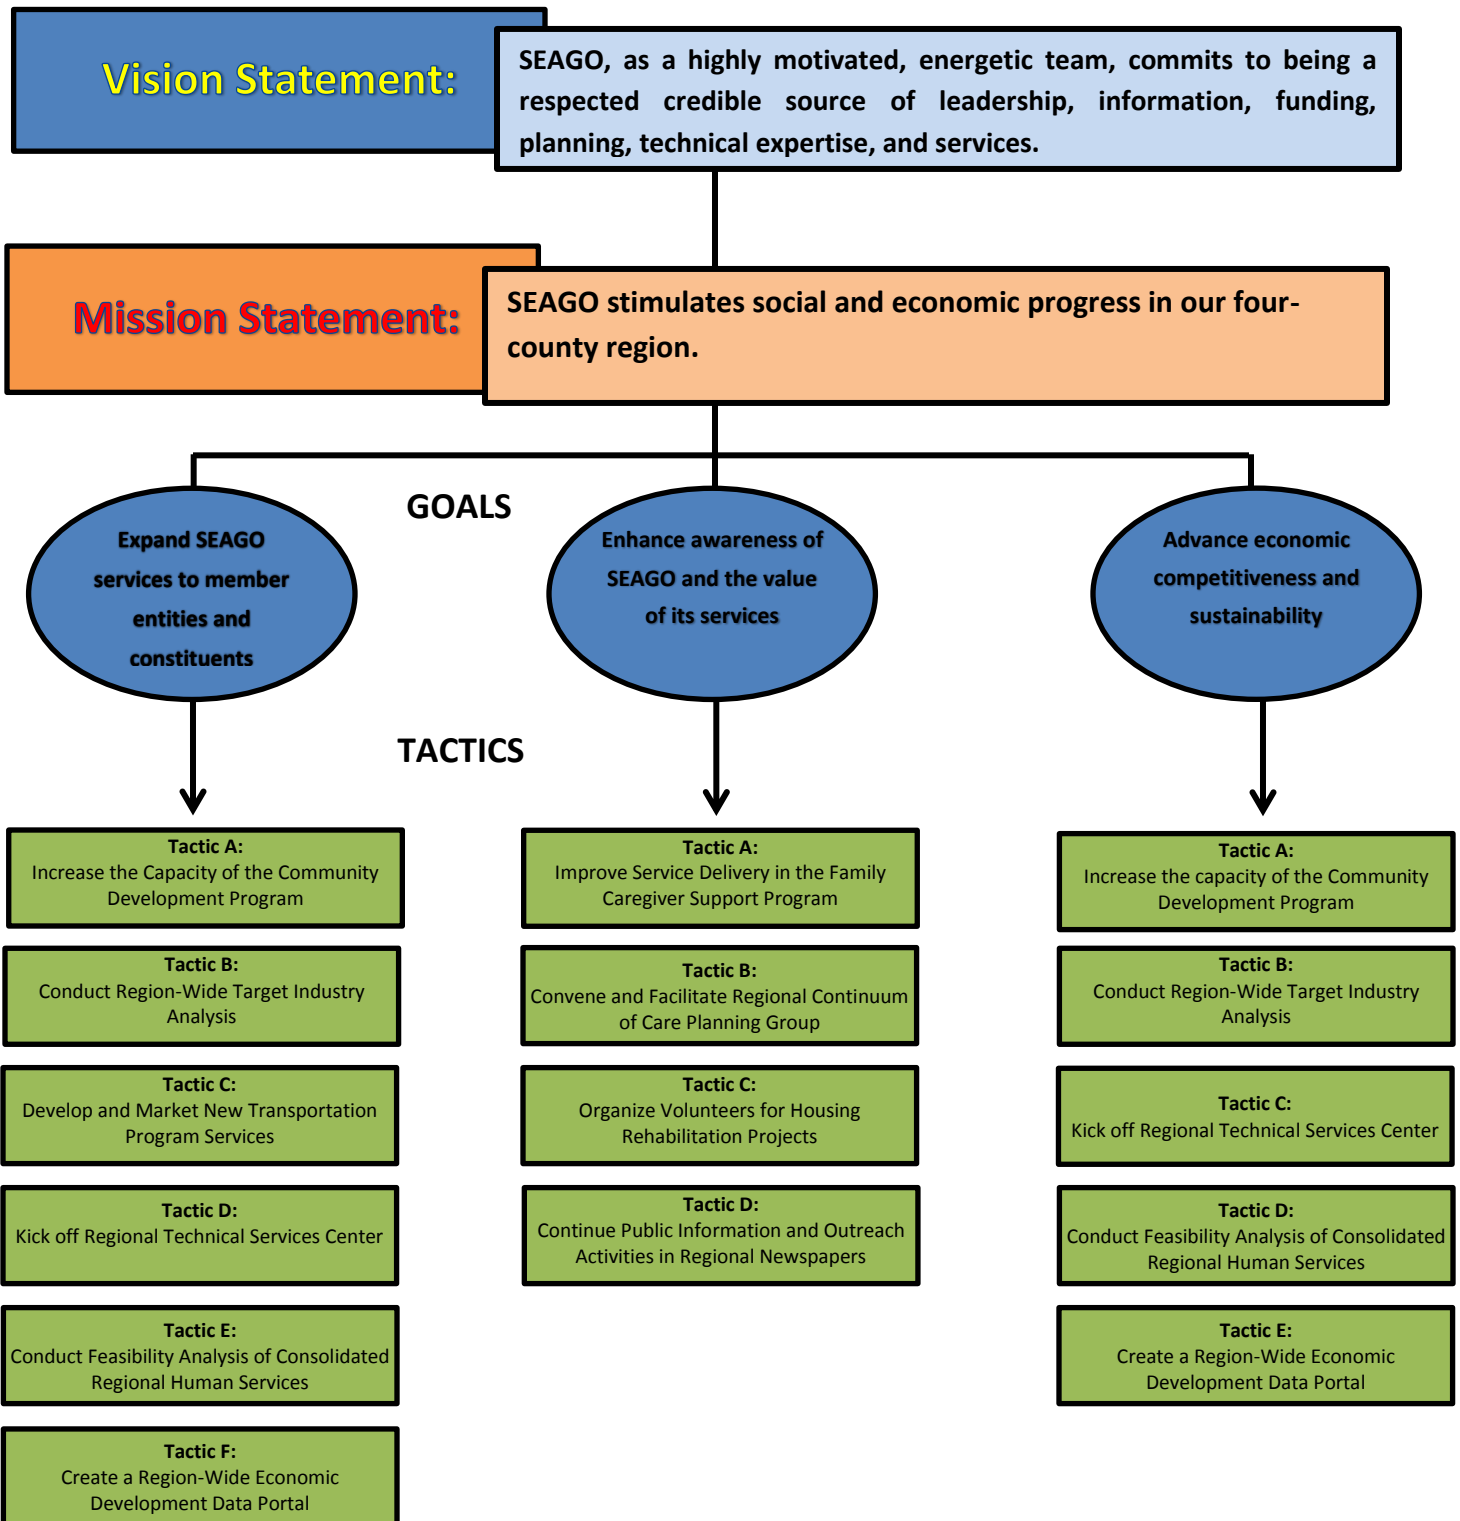 Vision Statement:
SEAGO, as a highly motivated, energetic team, commits to being a
respected credible source of leadership, information, funding,
planning, technical expertise, and services.
Mission Statement:
SEAGO stimulates social and economic progress in our four-
county region.
GOALS
Expand SEAGO
services to member
entities and
constituents
Enhance awareness of
SEAGO and the value
of its services
Advance economic
competitiveness and
sustainability
TACTICS
Tactic A:
Increase the Capacity of the Community
Development Program
Tactic B:
Conduct Region-Wide Target Industry
Analysis
Tactic C:
Develop and Market New Transportation
Program Services
Tactic D:
Kick off Regional Technical Services Center
Tactic E:
Conduct Feasibility Analysis of Consolidated
Regional Human Services
Tactic F:
Create a Region-Wide Economic
Development Data Portal
Tactic A:
Improve Service Delivery in the Family
Caregiver Support Program
Tactic B:
Convene and Facilitate Regional Continuum
of Care Planning Group
Tactic C:
Organize Volunteers for Housing
Rehabilitation Projects
Tactic D:
Continue Public Information and Outreach
Activities in Regional Newspapers
Tactic A:
Increase the capacity of the Community
Development Program
Tactic B:
Conduct Region-Wide Target Industry
Analysis
Tactic C:
Kick off Regional Technical Services Center
Tactic D:
Conduct Feasibility Analysis of Consolidated
Regional Human Services
Tactic E:
Create a Region-Wide Economic
Development Data Portal